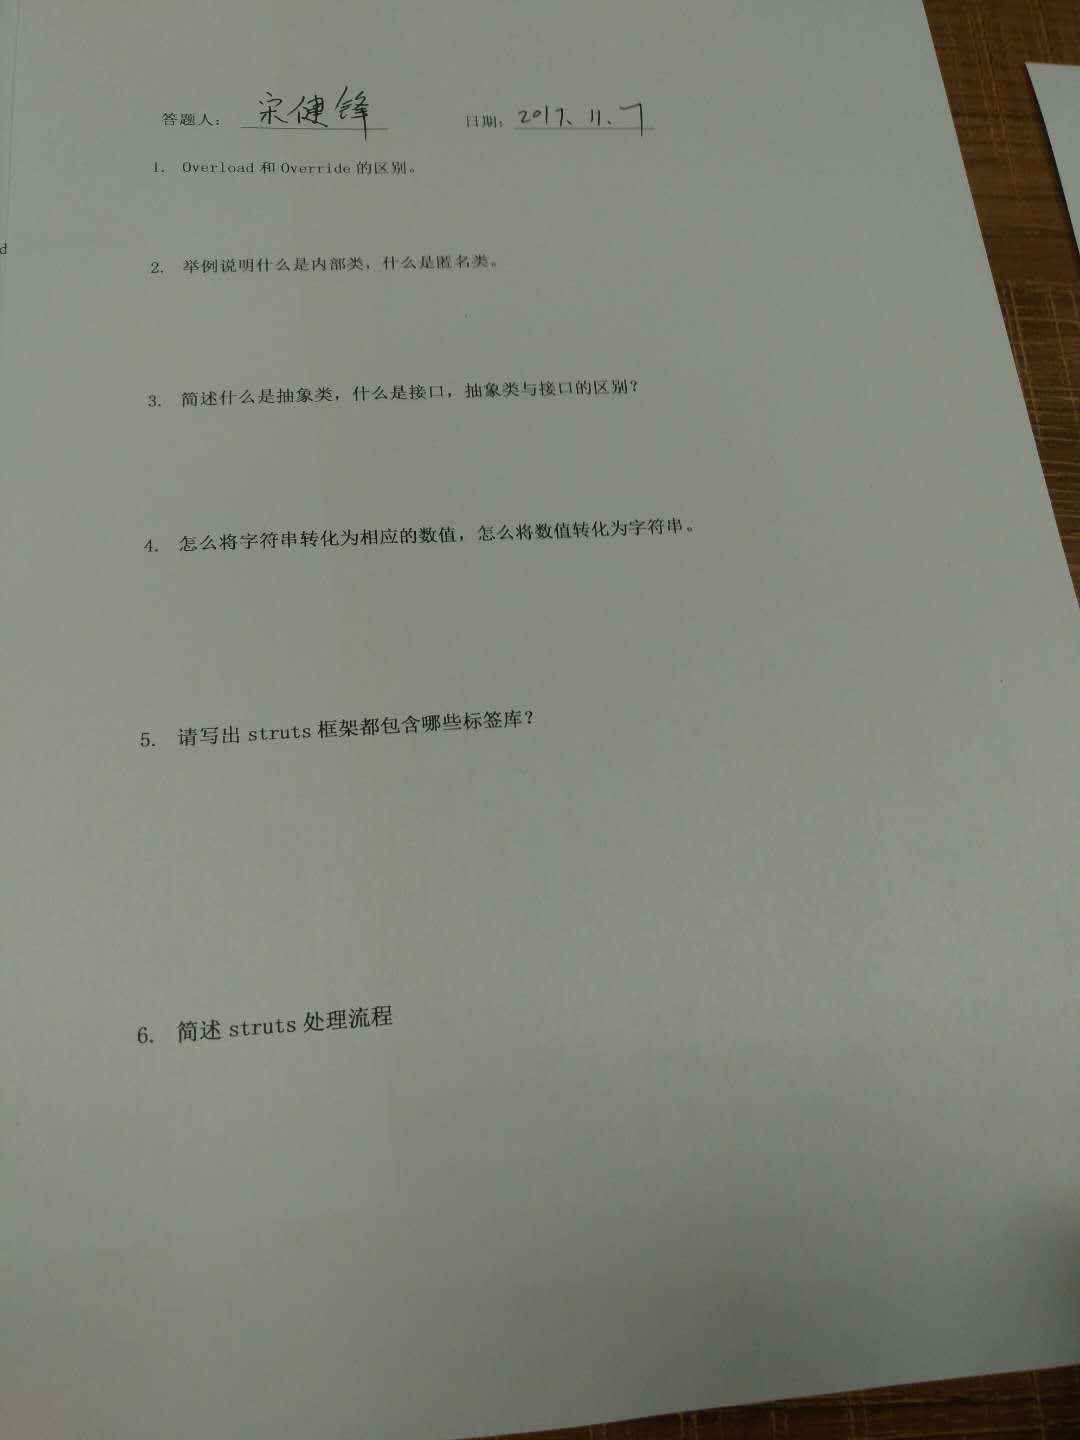 答题人： 宋健锋 日期： 2017.11.7
1. Overload 和 Override 的区别。
d
2. 举例说明什么是内部类，什么是匿名类。
3. 简述什么是抽象类，什么是接口，抽象类与接口的区别？
4. 怎么将字符串转化为相应的数值，怎么将数值转化为字符串。
5. 请写出 struts 框架都包含哪些标签库？
6. 简述 struts 处理流程